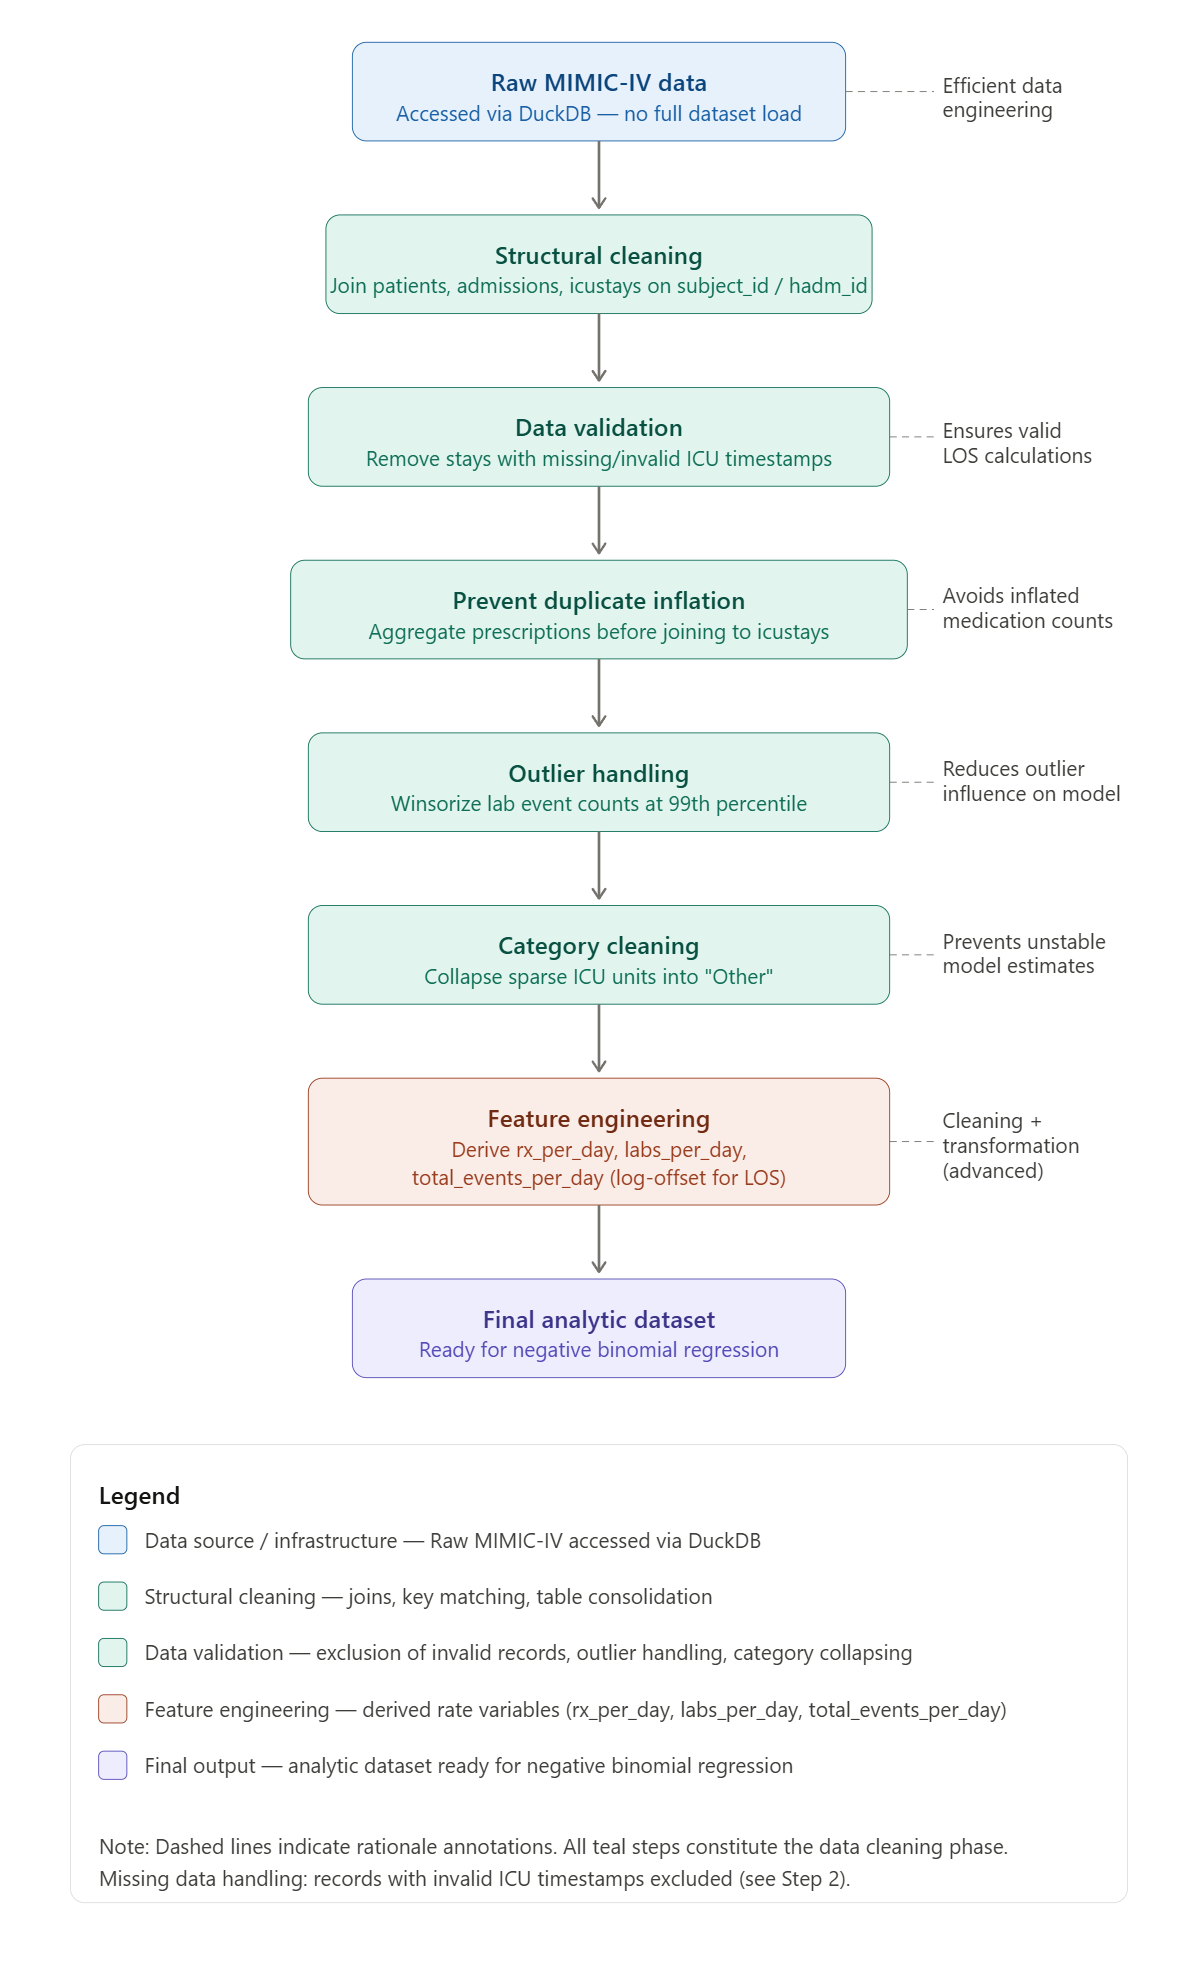 Raw MIMIC-IV data
Accessed via DuckDB — no full dataset load
Efficient data
engineering
Structural cleaning
Join patients, admissions, icustays on subject_id / hadm_id
Data validation
Remove stays with missing/invalid ICU timestamps
Ensures valid
LOS calculations
Prevent duplicate inflation
Aggregate prescriptions before joining to icustays
Avoids inflated
medication counts
Outlier handling
Winsorize lab event counts at 99th percentile
Reduces outlier
influence on model
Category cleaning
Collapse sparse ICU units into "Other"
Prevents unstable
model estimates
Feature engineering
Derive rx_per_day, labs_per_day,
total_events_per_day (log-offset for LOS)
Cleaning +
transformation
(advanced)
Final analytic dataset
Ready for negative binomial regression
Legend
Data source / infrastructure — Raw MIMIC-IV accessed via DuckDB
Structural cleaning — joins, key matching, table consolidation
Data validation — exclusion of invalid records, outlier handling, category collapsing
Feature engineering — derived rate variables (rx_per_day, labs_per_day, total_events_per_day)
Final output — analytic dataset ready for negative binomial regression
Note: Dashed lines indicate rationale annotations. All teal steps constitute the data cleaning phase.
Missing data handling: records with invalid ICU timestamps excluded (see Step 2).